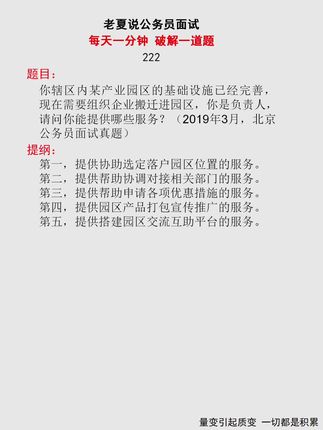 老夏说公务员面试
每天一分钟 破解一道题
222
题目：
你辖区内某产业园区的基础设施已经完善，
现在需要组织企业搬迁进园区，你是负责人，
请问你能提供哪些服务？（2019年3月，北京
公务员面试真题）
提纲：
第一，提供协助选定落户园区位置的服务。
第二，提供帮助协调对接相关部门的服务。
第三，提供帮助申请各项优惠措施的服务。
第四，提供园区产品打包宣传推广的服务。
第五，提供搭建园区交流互助平台的服务。
量变引起质变 一切都是积累